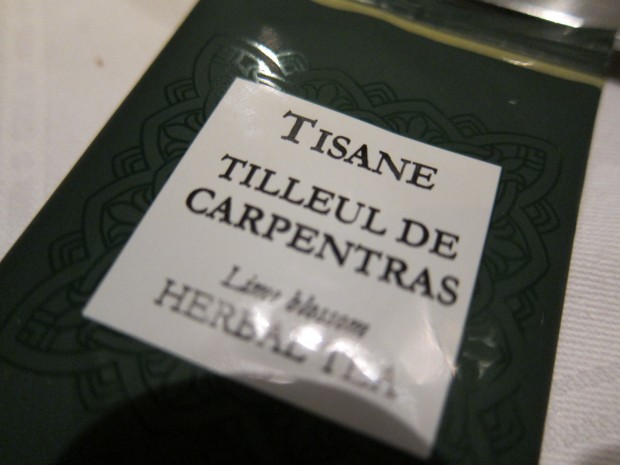 TISANE
TILLEUL DE
CARPENTRAS
Lime blossom
HERBAL TEA